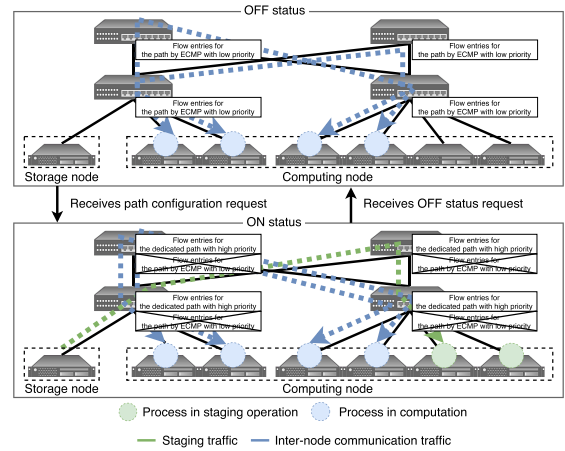 OFF status
Flow entries for
the path by ECMP with low priority
Flow entries for
the path by ECMP with low priority
Flow entries for
the path by ECMP with low priority
Flow entries for
the path by ECMP with low priority
Storage node
Computing node
Receives path configuration request
Receives OFF status request
ON status
Flow entries for
the dedicated path with high priority
Flow entries for
the path by ECMP with low priority
Flow entries for
the dedicated path with high priority
Flow entries for
the path by ECMP with low priority
Flow entries for
the dedicated path with high priority
Flow entries for
the path by ECMP with low priority
Flow entries for
the dedicated path with high priority
Flow entries for
the path by ECMP with low priority
Storage node
Computing node
Process in staging operation
Process in computation
Staging traffic
Inter-node communication traffic